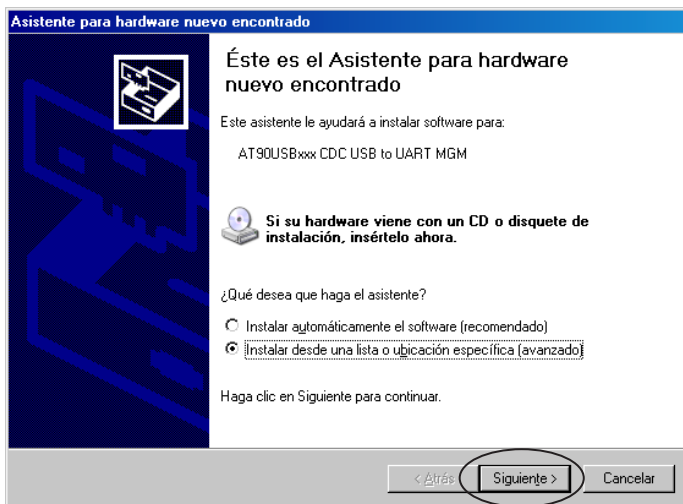 Asistente para hardware nuevo encontrado
Éste es el Asistente para hardware
nuevo encontrado
Este asistente le ayudará a instalar software para:
AT90USBxxx CDC USB to UART MGM
Si su hardware viene con un CD o disquete de
instalación, insértelo ahora.
¿Qué desea que haga el asistente?
Instalar automáticamente el software (recomendado)
Instalar desde una lista o ubicación específica (avanzado)
Haga clic en Siguiente para continuar.
< Atrás Siguiente > Cancelar